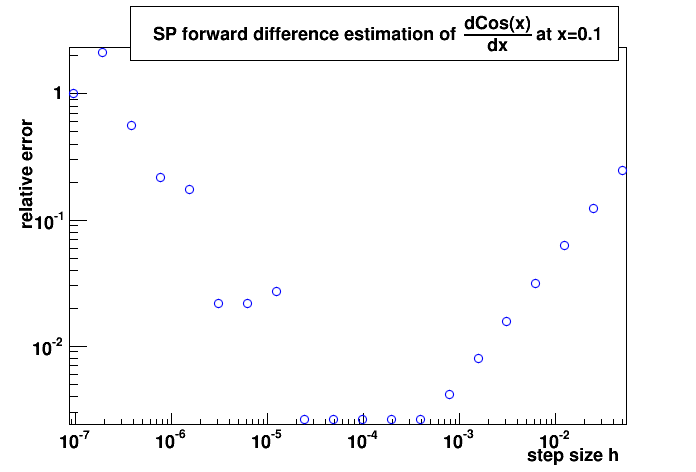 SP forward difference estimation of dCos(x)/dx at x=0.1
relative error
1
10^-1
10^-2
10^-7 10^-6 10^-5 10^-4 10^-3 10^-2
step size h